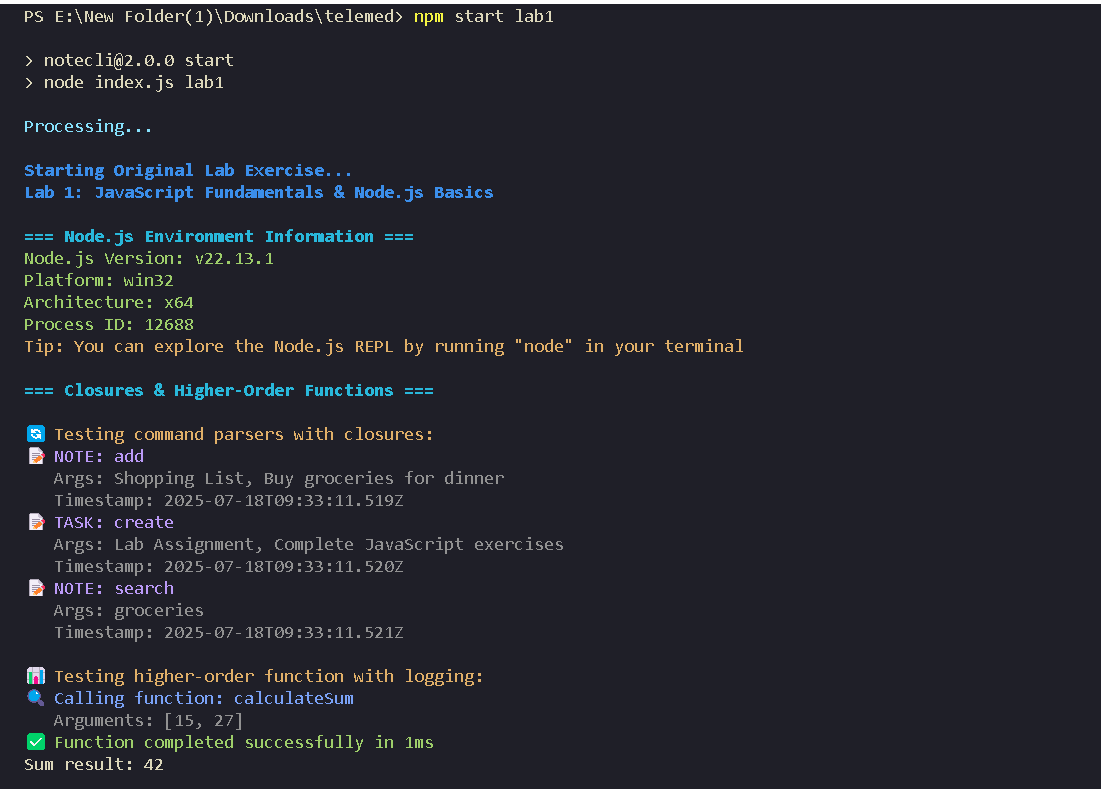 PS E:\New Folder(1)\Downloads\telemed> npm start lab1
> notecli@2.0.0 start
> node index.js lab1
Processing...
Starting Original Lab Exercise...
Lab 1: JavaScript Fundamentals & Node.js Basics
=== Node.js Environment Information ===
Node.js Version: v22.13.1
Platform: win32
Architecture: x64
Process ID: 12688
Tip: You can explore the Node.js REPL by running "node" in your terminal
=== Closures & Higher-Order Functions ===
🔄 Testing command parsers with closures:
📝 NOTE: add
Args: Shopping List, Buy groceries for dinner
Timestamp: 2025-07-18T09:33:11.519Z
📝 TASK: create
Args: Lab Assignment, Complete JavaScript exercises
Timestamp: 2025-07-18T09:33:11.520Z
📝 NOTE: search
Args: groceries
Timestamp: 2025-07-18T09:33:11.521Z
📊 Testing higher-order function with logging:
🔍 Calling function: calculateSum
Arguments: [15, 27]
✅ Function completed successfully in 1ms
Sum result: 42